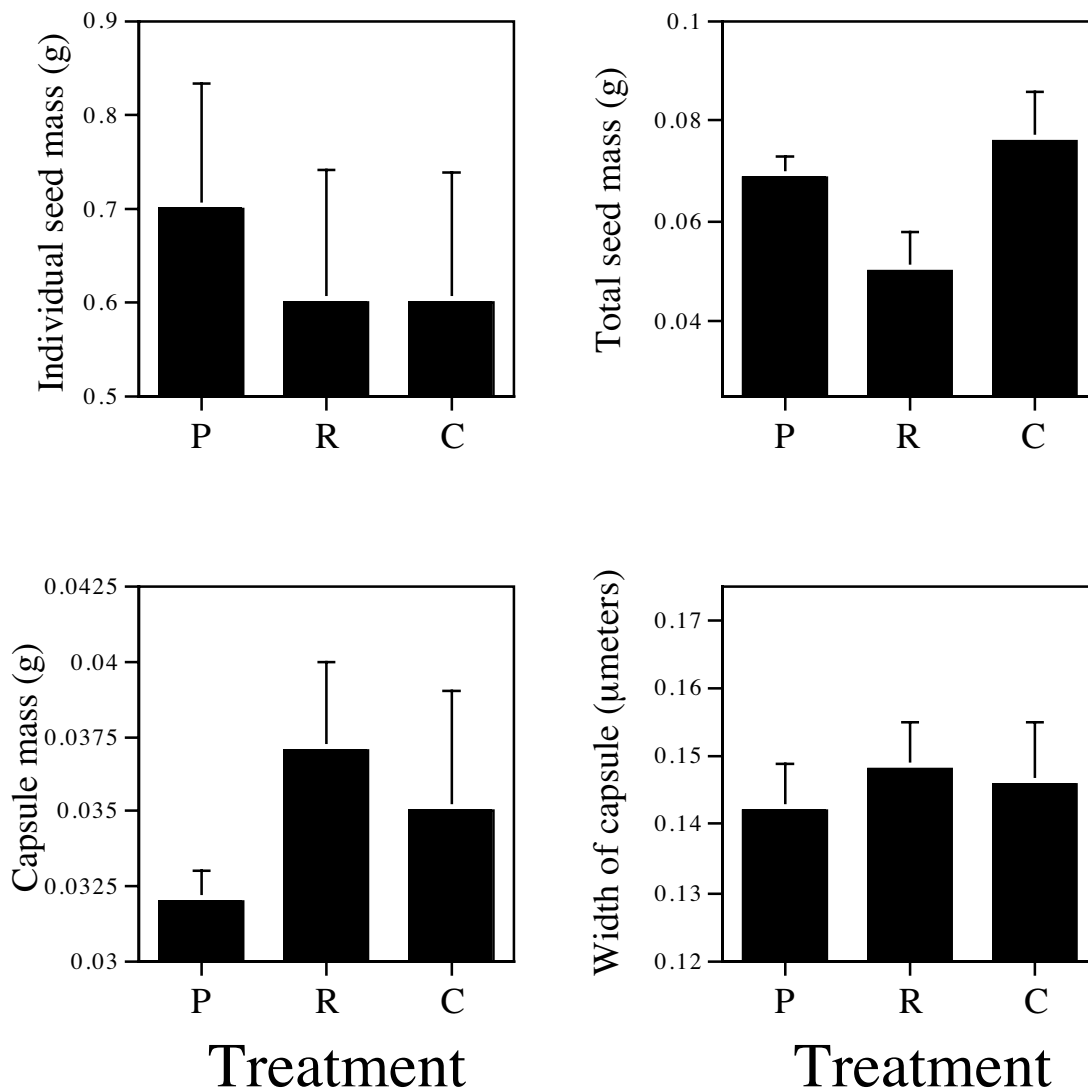 Individual seed mass (g)
0.9
0.8
0.7
0.6
0.5
P R C
Total seed mass (g)
0.1
0.08
0.06
0.04
P R C
Capsule mass (g)
0.0425
0.04
0.0375
0.035
0.0325
0.03
P R C
Treatment
Width of capsule (μmeters)
0.17
0.16
0.15
0.14
0.13
0.12
P R C
Treatment